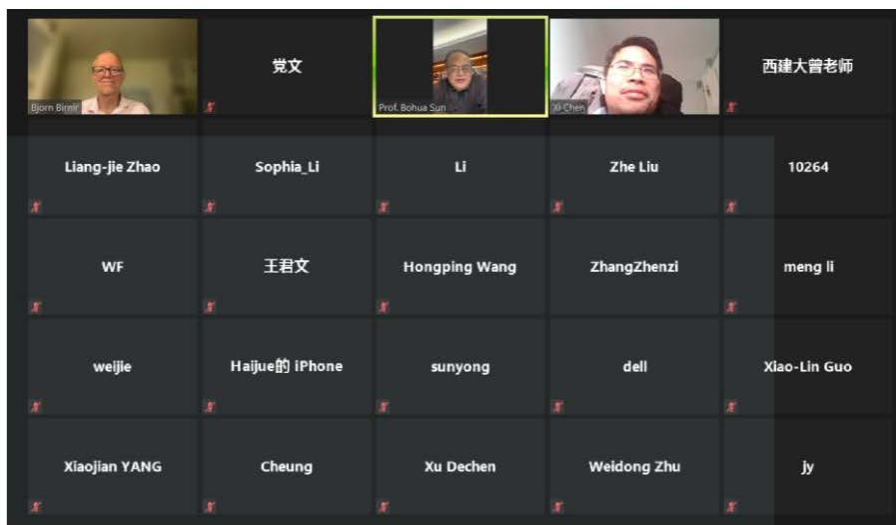 Bjorn Birnir
党文
Prof. Bohua Sun
Xi Chen
西建大曾老师
Liang-jie Zhao
Sophia_Li
Li
Zhe Liu
10264
WF
王君文
Hongping Wang
ZhangZhenzi
meng li
weijie
Haijue的 iPhone
sunyong
dell
Xiao-Lin Guo
Xiaojian YANG
Cheung
Xu Dechen
Weidong Zhu
jy